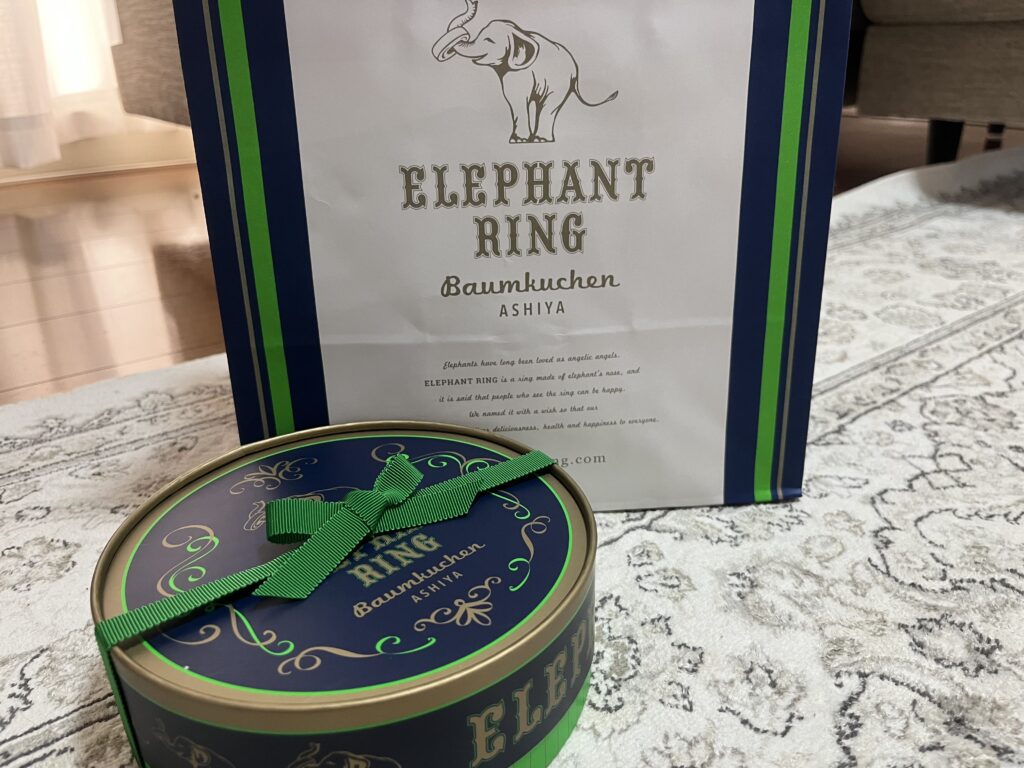 ELEPHANT
RING
Baumkuchen
ASHIYA
Elephants have long been loved as angelic angels.
ELEPHANT RING is a ring made of elephant's nose, and
it is said that people who see the ring can be happy.
We named it with a wish so that our
deliciousness, health and happiness to everyone.
RING
Baumkuchen
ASHIYA